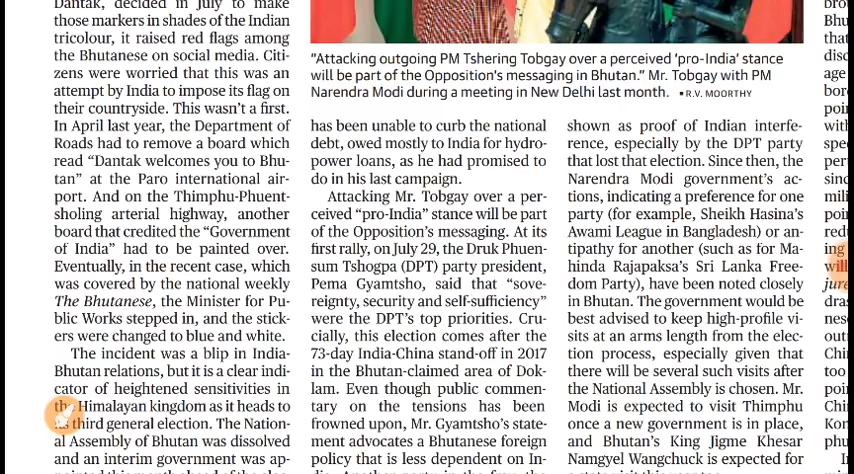 Dantak, decided in July to make
those markers in shades of the Indian
tricolour, it raised red flags among
the Bhutanese on social media. Citi-
zens were worried that this was an
attempt by India to impose its flag on
their countryside. This wasn't a first.
In April last year, the Department of
Roads had to remove a board which
read “Dantak welcomes you to Bhu-
tan” at the Paro international air-
port. And on the Thimphu-Phuent-
sholing arterial highway, another
board that credited the “Government
of India” had to be painted over.
Eventually, in the recent case, which
was covered by the national weekly
The Bhutanese, the Minister for Pu-
blic Works stepped in, and the stick-
ers were changed to blue and white.
The incident was a blip in India-
Bhutan relations, but it is a clear indi-
cator of heightened sensitivities in
the Himalayan kingdom as it heads to
its third general election. The Nation-
al Assembly of Bhutan was dissolved
and an interim government was ap-
"Attacking outgoing PM Tshering Tobgay over a perceived 'pro-India' stance
will be part of the Opposition's messaging in Bhutan." Mr. Tobgay with PM
Narendra Modi during a meeting in New Delhi last month. • R.V. MOORTHY
has been unable to curb the national
debt, owed mostly to India for hydro-
power loans, as he had promised to
do in his last campaign.
Attacking Mr. Tobgay over a per-
ceived “pro-India” stance will be part
of the Opposition's messaging. At its
first rally, on July 29, the Druk Phuen-
sum Tshogpa (DPT) party president,
Pema Gyamtsho, said that “sove-
reignty, security and self-sufficiency”
were the DPT's top priorities. Cru-
cially, this election comes after the
73-day India-China stand-off in 2017
in the Bhutan-claimed area of Dok-
lam. Even though public commen-
tary on the tensions has been
frowned upon, Mr. Gyamtsho's state-
ment advocates a Bhutanese foreign
policy that is less dependent on In-
shown as proof of Indian interfe-
rence, especially by the DPT party
that lost that election. Since then, the
Narendra Modi government's ac-
tions, indicating a preference for one
party (for example, Sheikh Hasina's
Awami League in Bangladesh) or an-
tipathy for another (such as for Ma-
hinda Rajapaksa's Sri Lanka Free-
dom Party), have been noted closely
in Bhutan. The government would be
best advised to keep high-profile vi-
sits at an arms length from the elec-
tion process, especially given that
there will be several such visits after
the National Assembly is chosen. Mr.
Modi is expected to visit Thimphu
once a new government is in place,
and Bhutan's King Jigme Khesar
Namgyel Wangchuck is expected for